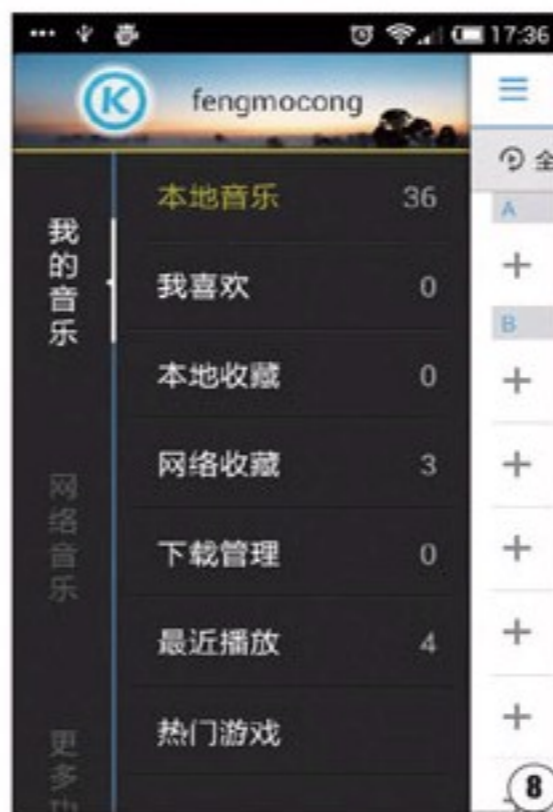 17:36
K
fengmocong
全
我的音乐
本地音乐 36
A
我喜欢 0
B
本地收藏 0
网络收藏 3
网络音乐
下载管理 0
最近播放 4
热门游戏
更多
8